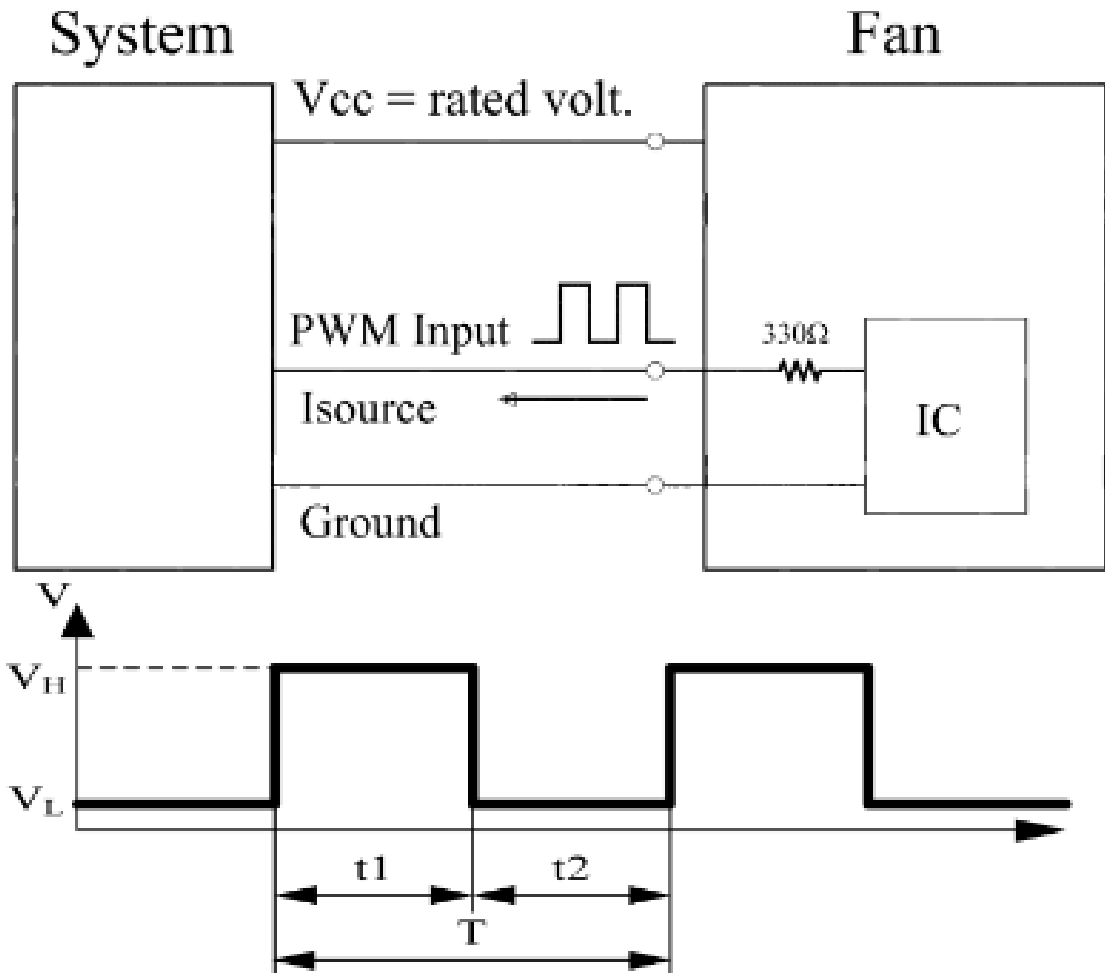 System
Fan
Vcc = rated volt.
PWM Input
330Ω
Isource
IC
Ground
V
VH
VL
t1
t2
T